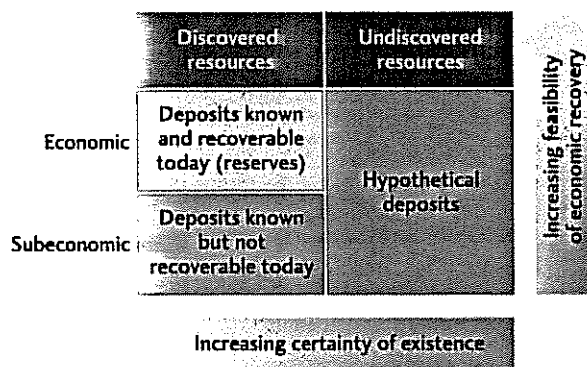 Discovered
resources
Undiscovered
resources
Economic
Deposits known
and recoverable
today (reserves)
Hypothetical
deposits
Subeconomic
Deposits known
but not
recoverable today
Increasing feasibility
of economic recovery
Increasing certainty of existence